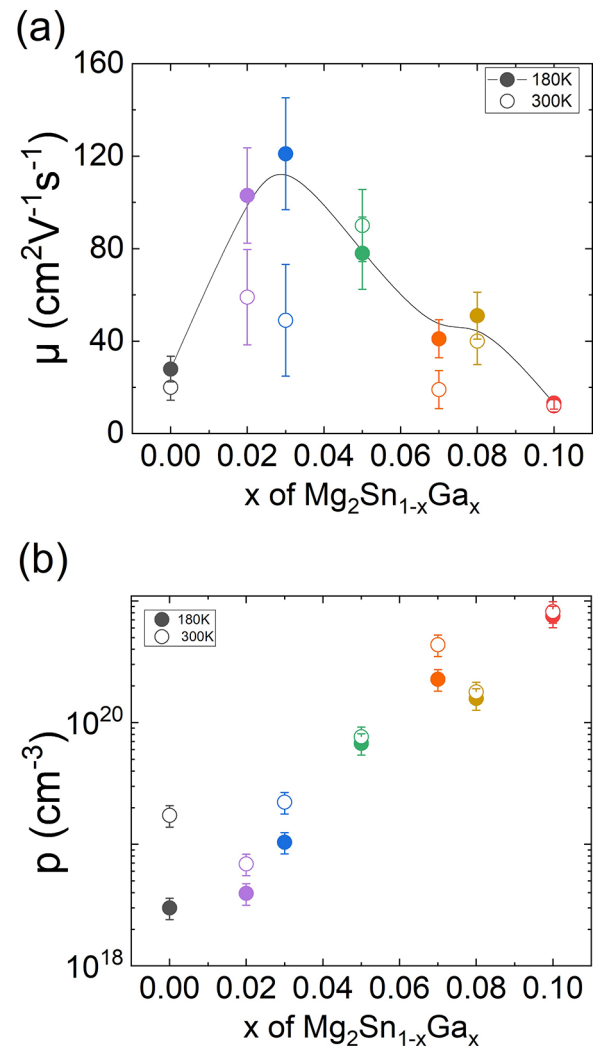 (a)
160
120
80
40
0
μ (cm²V⁻¹s⁻¹)
180K
300K
0.00 0.02 0.04 0.06 0.08 0.10
x of Mg₂Sn₁₋ₓGaₓ
(b)
180K
300K
10²⁰
10¹⁸
p (cm⁻³)
0.00 0.02 0.04 0.06 0.08 0.10
x of Mg₂Sn₁₋ₓGaₓ